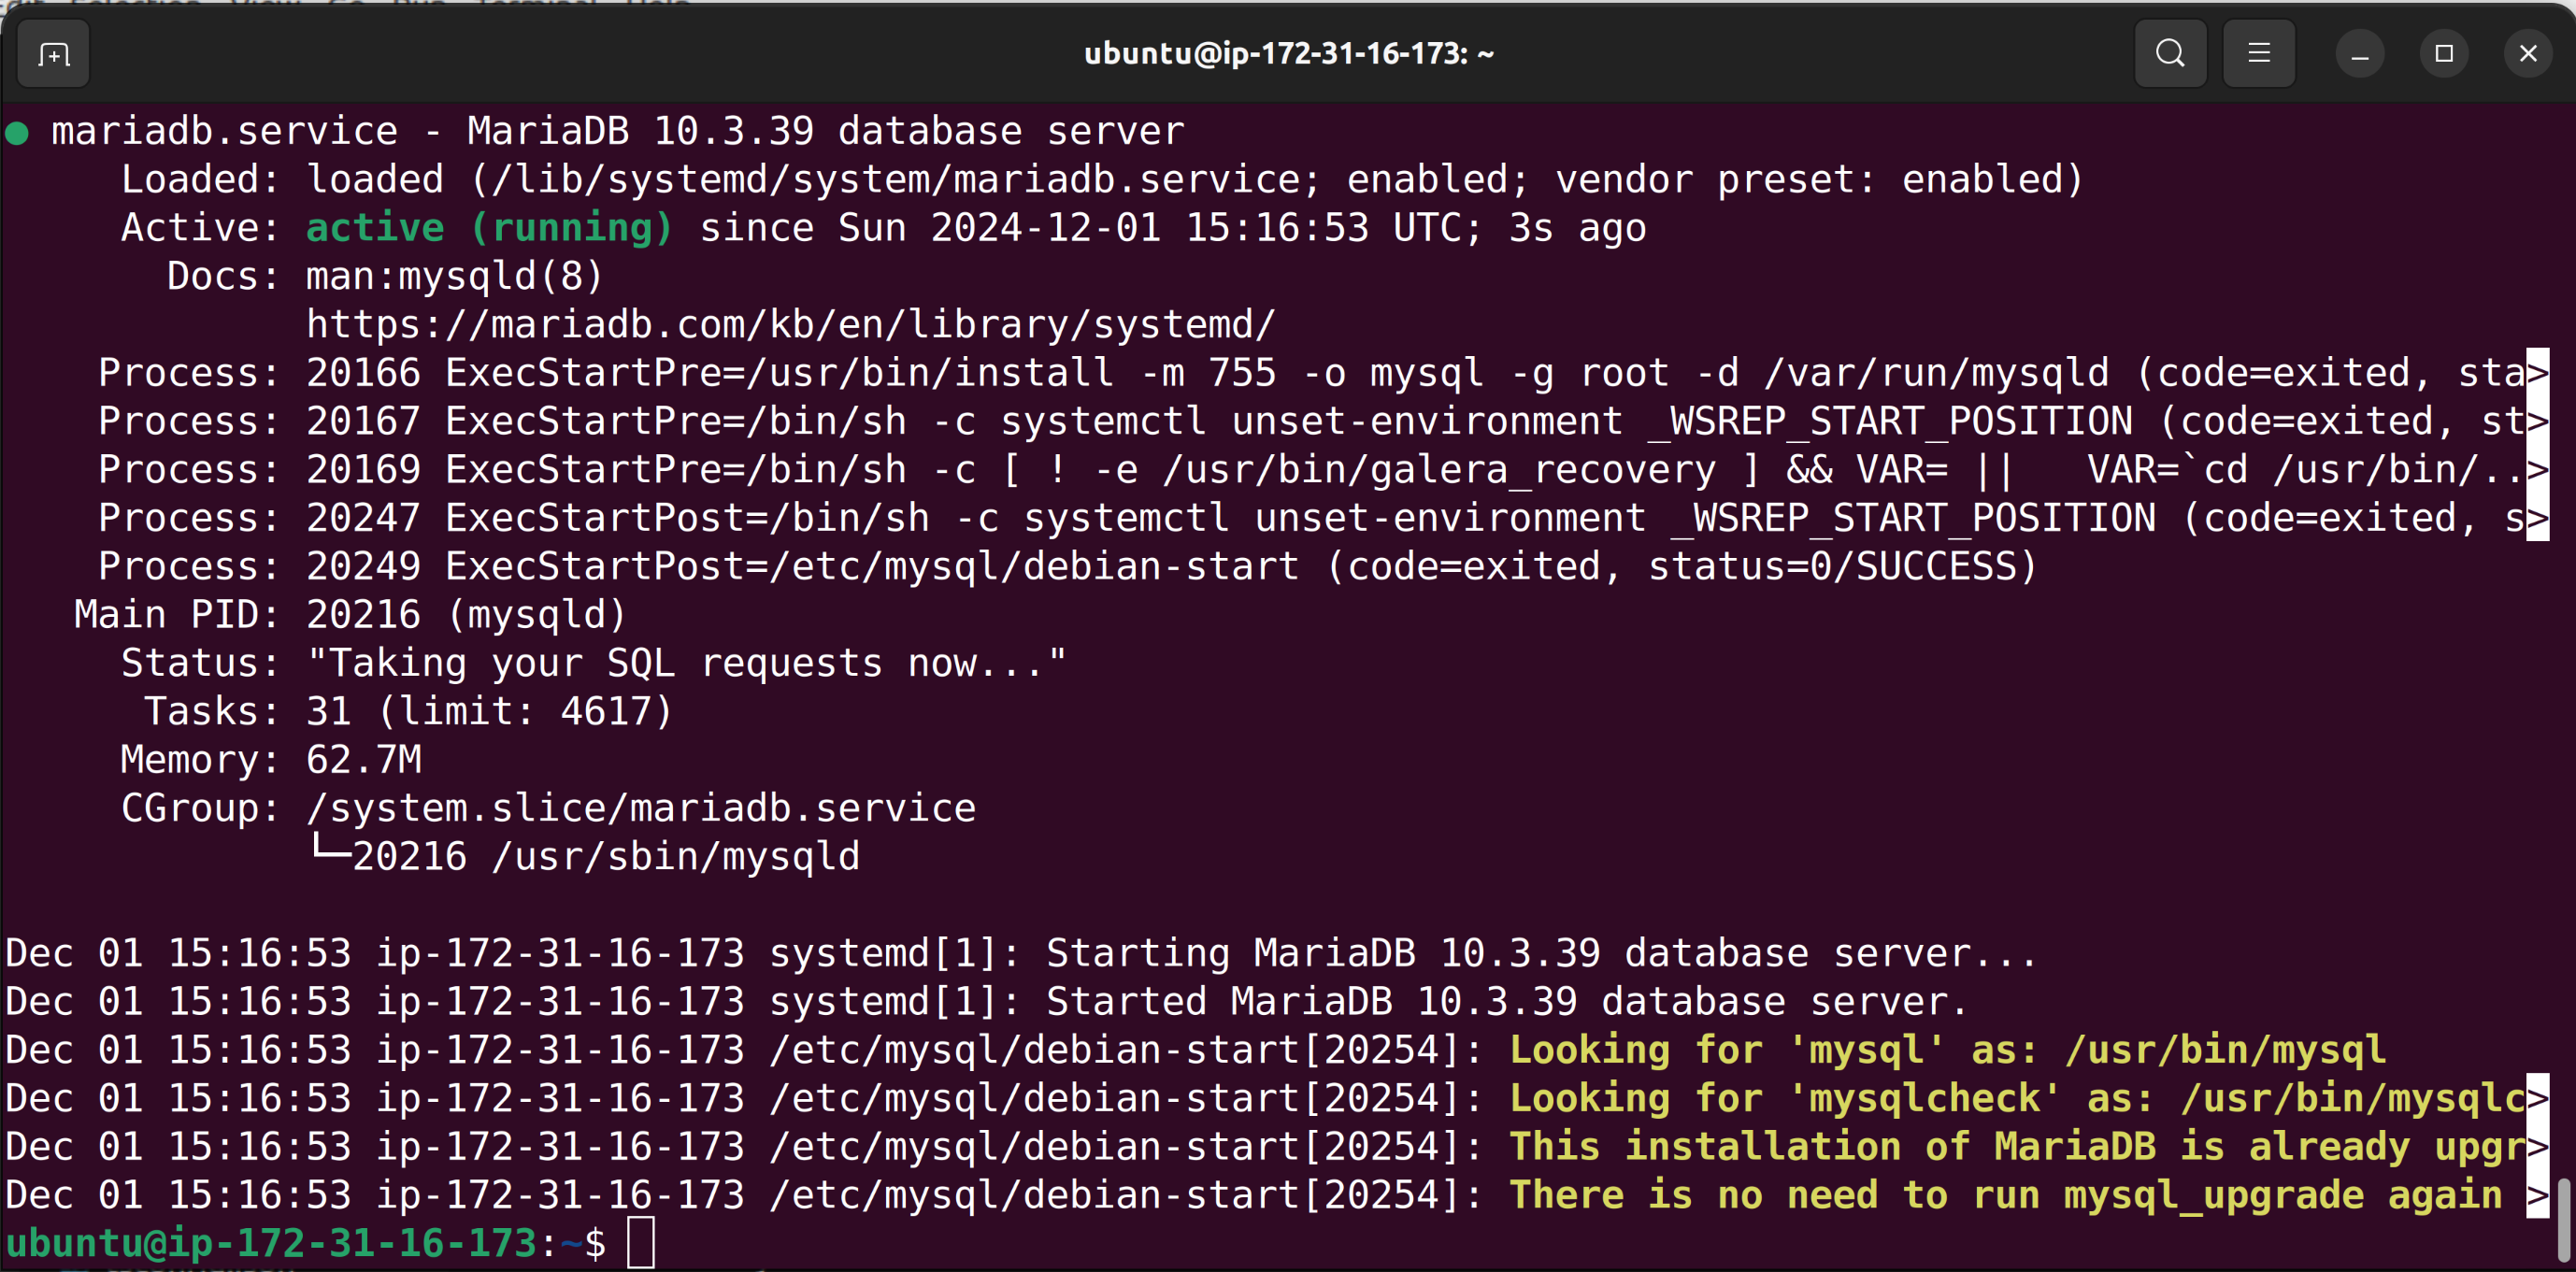 Edit Selection View Go Run Terminal Help
ubuntu@ip-172-31-16-173: ~
● mariadb.service - MariaDB 10.3.39 database server
Loaded: loaded (/lib/systemd/system/mariadb.service; enabled; vendor preset: enabled)
Active: active (running) since Sun 2024-12-01 15:16:53 UTC; 3s ago
Docs: man:mysqld(8)
https://mariadb.com/kb/en/library/systemd/
Process: 20166 ExecStartPre=/usr/bin/install -m 755 -o mysql -g root -d /var/run/mysqld (code=exited, sta>
Process: 20167 ExecStartPre=/bin/sh -c systemctl unset-environment _WSREP_START_POSITION (code=exited, st>
Process: 20169 ExecStartPre=/bin/sh -c [ ! -e /usr/bin/galera_recovery ] && VAR= ||   VAR=`cd /usr/bin/..>
Process: 20247 ExecStartPost=/bin/sh -c systemctl unset-environment _WSREP_START_POSITION (code=exited, s>
Process: 20249 ExecStartPost=/etc/mysql/debian-start (code=exited, status=0/SUCCESS)
Main PID: 20216 (mysqld)
Status: "Taking your SQL requests now..."
Tasks: 31 (limit: 4617)
Memory: 62.7M
CGroup: /system.slice/mariadb.service
└─20216 /usr/sbin/mysqld
Dec 01 15:16:53 ip-172-31-16-173 systemd[1]: Starting MariaDB 10.3.39 database server...
Dec 01 15:16:53 ip-172-31-16-173 systemd[1]: Started MariaDB 10.3.39 database server.
Dec 01 15:16:53 ip-172-31-16-173 /etc/mysql/debian-start[20254]: Looking for 'mysql' as: /usr/bin/mysql
Dec 01 15:16:53 ip-172-31-16-173 /etc/mysql/debian-start[20254]: Looking for 'mysqlcheck' as: /usr/bin/mysqlc>
Dec 01 15:16:53 ip-172-31-16-173 /etc/mysql/debian-start[20254]: This installation of MariaDB is already upgr>
Dec 01 15:16:53 ip-172-31-16-173 /etc/mysql/debian-start[20254]: There is no need to run mysql_upgrade again >
ubuntu@ip-172-31-16-173:~$